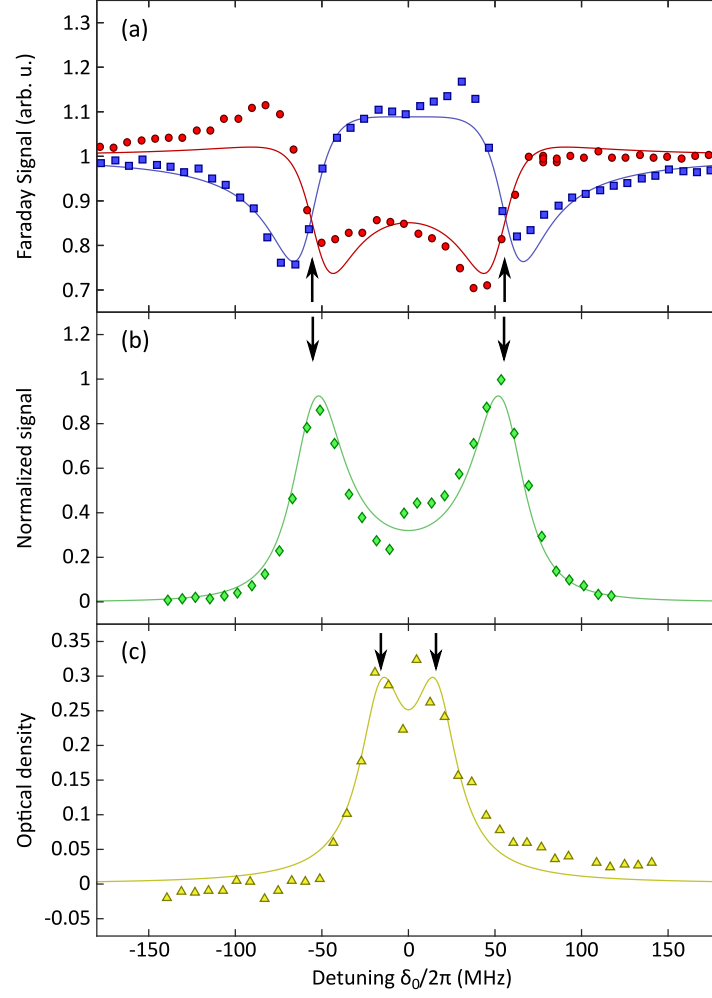 (a)
1.3
1.2
1.1
1
0.9
0.8
0.7
Faraday Signal (arb. u.)
(b)
1.2
1
0.8
0.6
0.4
0.2
0
Normalized signal
(c)
0.35
0.3
0.25
0.2
0.15
0.1
0.05
0
-0.05
Optical density
-150 -100 -50 0 50 100 150
Detuning δ₀/2π (MHz)